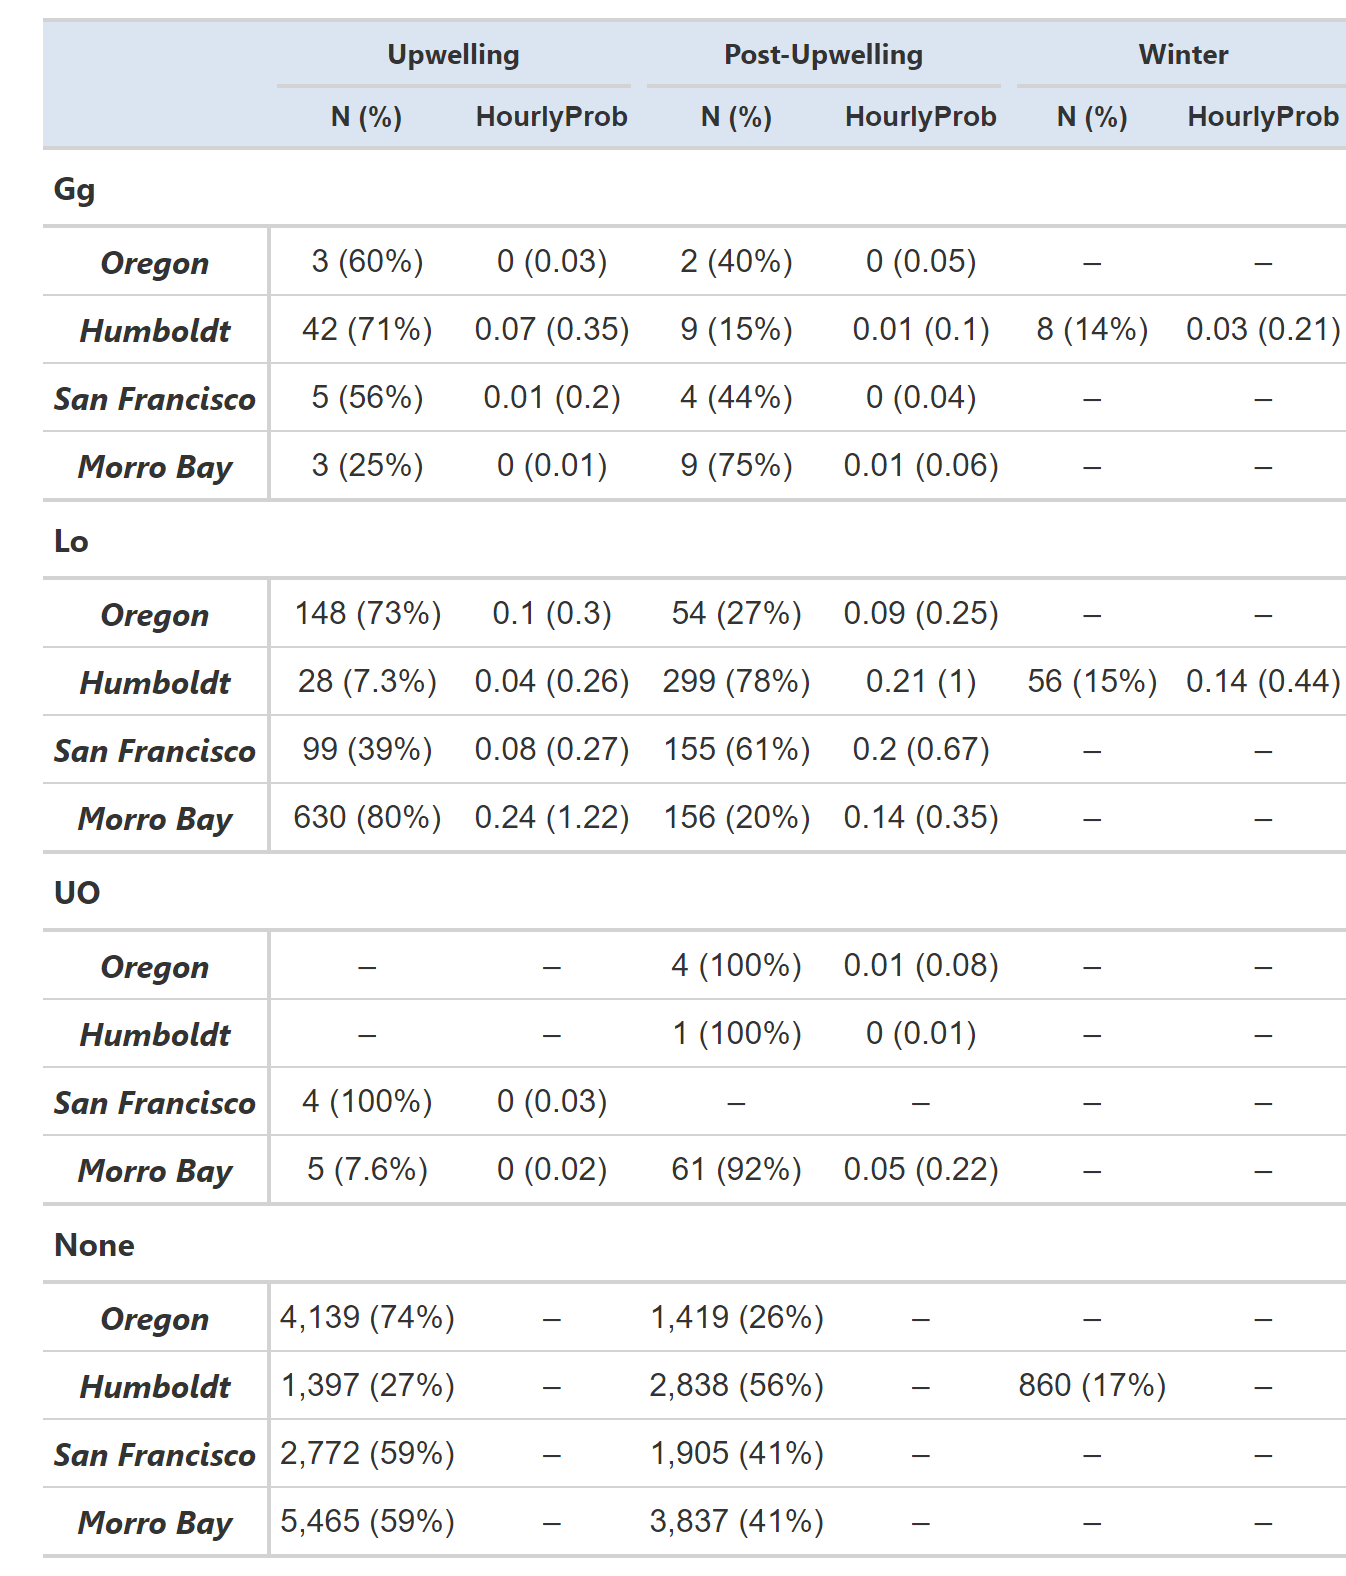 Upwelling Post-Upwelling Winter
N (%) HourlyProb N (%) HourlyProb N (%) HourlyProb
Gg
Oregon 3 (60%) 0 (0.03) 2 (40%) 0 (0.05) – –
Humboldt 42 (71%) 0.07 (0.35) 9 (15%) 0.01 (0.1) 8 (14%) 0.03 (0.21)
San Francisco 5 (56%) 0.01 (0.2) 4 (44%) 0 (0.04) – –
Morro Bay 3 (25%) 0 (0.01) 9 (75%) 0.01 (0.06) – –
Lo
Oregon 148 (73%) 0.1 (0.3) 54 (27%) 0.09 (0.25) – –
Humboldt 28 (7.3%) 0.04 (0.26) 299 (78%) 0.21 (1) 56 (15%) 0.14 (0.44)
San Francisco 99 (39%) 0.08 (0.27) 155 (61%) 0.2 (0.67) – –
Morro Bay 630 (80%) 0.24 (1.22) 156 (20%) 0.14 (0.35) – –
UO
Oregon – – 4 (100%) 0.01 (0.08) – –
Humboldt – – 1 (100%) 0 (0.01) – –
San Francisco 4 (100%) 0 (0.03) – – – –
Morro Bay 5 (7.6%) 0 (0.02) 61 (92%) 0.05 (0.22) – –
None
Oregon 4,139 (74%) – 1,419 (26%) – – –
Humboldt 1,397 (27%) – 2,838 (56%) – 860 (17%) –
San Francisco 2,772 (59%) – 1,905 (41%) – – –
Morro Bay 5,465 (59%) – 3,837 (41%) – – –